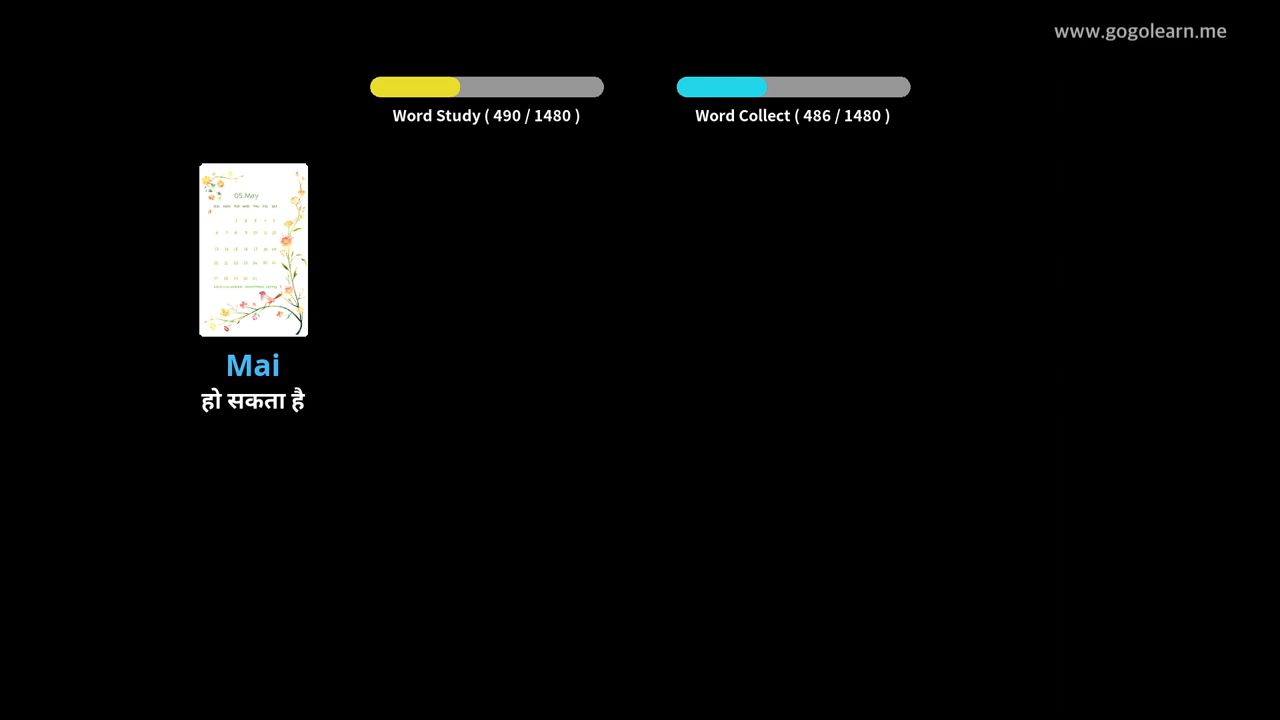 www.gogolearn.me
Word Study ( 490 / 1480 )
Word Collect ( 486 / 1480 )
05.May
Mai
हो सकता है